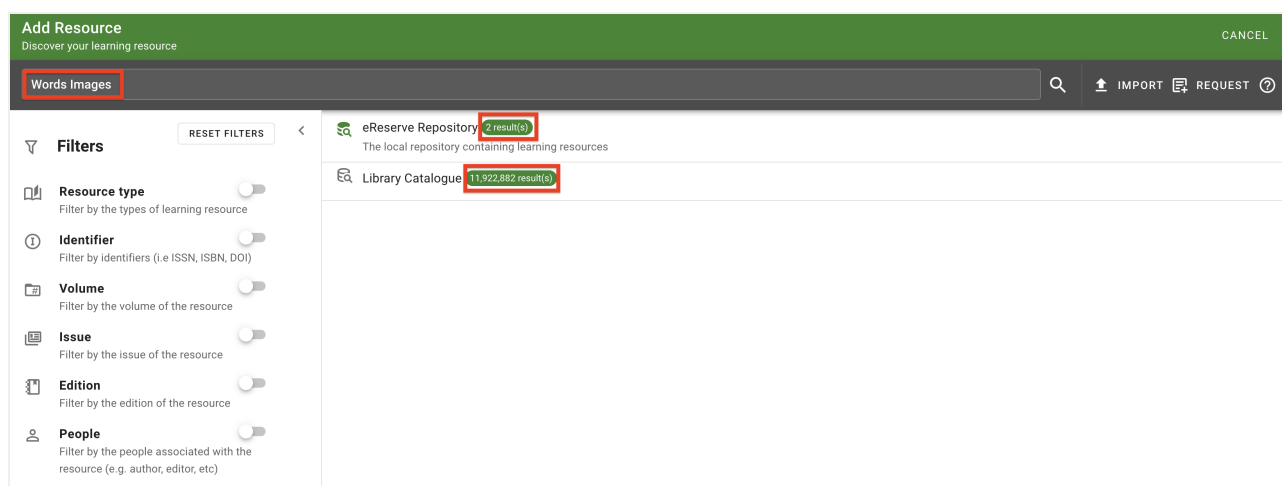 Add Resource
Discover your learning resource
CANCEL
Words Images
IMPORT
REQUEST
Filters
RESET FILTERS
Resource type
Filter by the types of learning resource
Identifier
Filter by identifiers (i.e ISSN, ISBN, DOI)
Volume
Filter by the volume of the resource
Issue
Filter by the issue of the resource
Edition
Filter by the edition of the resource
People
Filter by the people associated with the
resource (e.g. author, editor, etc)
eReserve Repository 2 result(s)
The local repository containing learning resources
Library Catalogue 11,922,882 result(s)